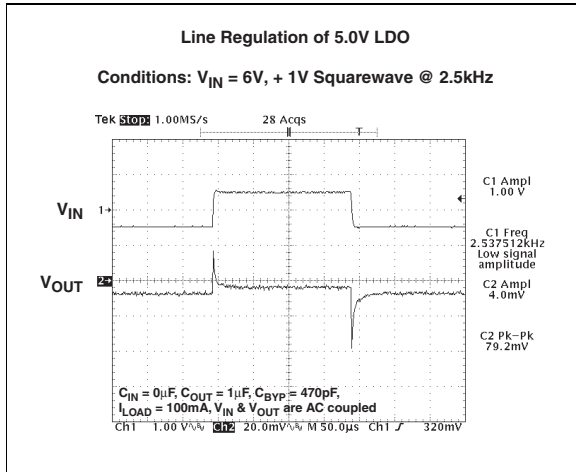 Line Regulation of 5.0V LDO
Conditions: VIN = 6V, + 1V Squarewave @ 2.5kHz
Tek Stop: 1.00MS/s 28 Acqs
T
C1 Ampl
1.00 V
VIN
1→
C1 Freq
2.537512kHz
Low signal
amplitude
VOUT
2→
C2 Ampl
4.0mV
C2 Pk-Pk
79.2mV
CIN = 0μF, COUT = 1μF, CBYP = 470pF,
ILOAD = 100mA, VIN & VOUT are AC coupled
Ch1 1.00 V Ch2 20.0mV M 50.0μs Ch1 320mV